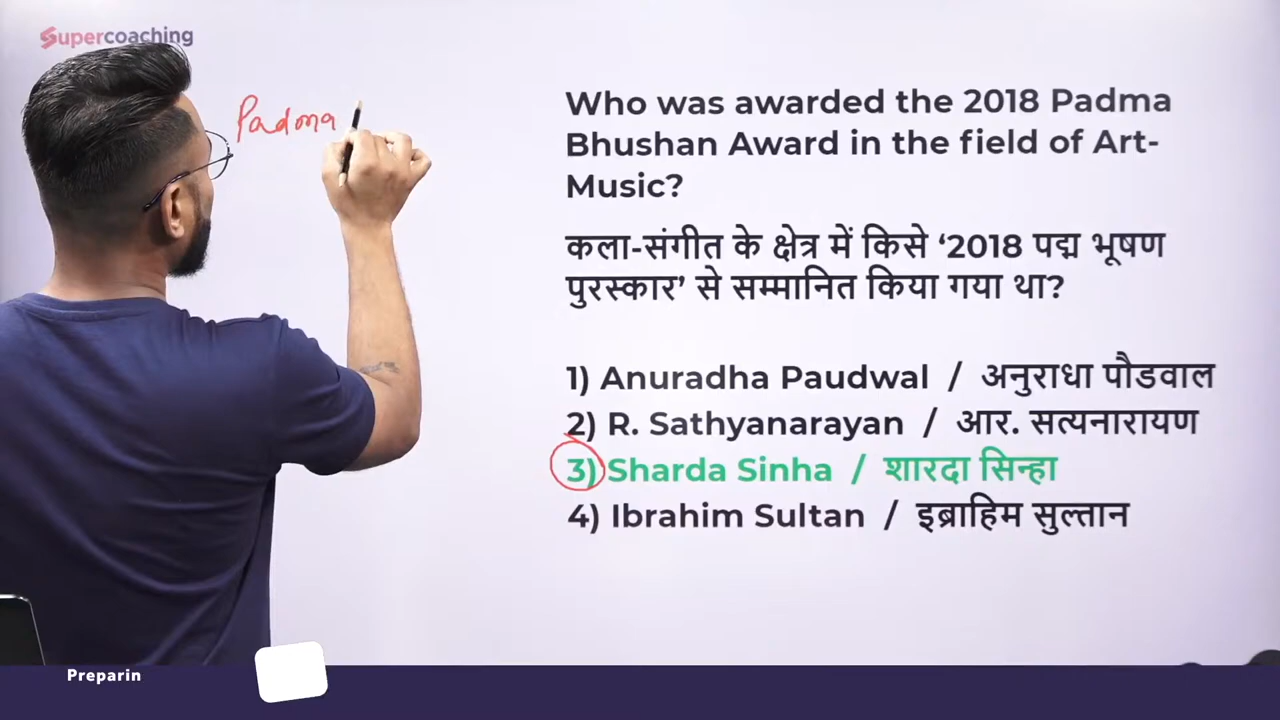 Supercoaching
Padma
Who was awarded the 2018 Padma
Bhushan Award in the field of Art-
Music?
कला-संगीत के क्षेत्र में किसे ‘2018 पद्म भूषण
पुरस्कार’ से सम्मानित किया गया था?
1) Anuradha Paudwal / अनुराधा पौडवाल
2) R. Sathyanarayan / आर. सत्यनारायण
3) Sharda Sinha / शारदा सिन्हा
4) Ibrahim Sultan / इब्राहिम सुल्तान
Preparin